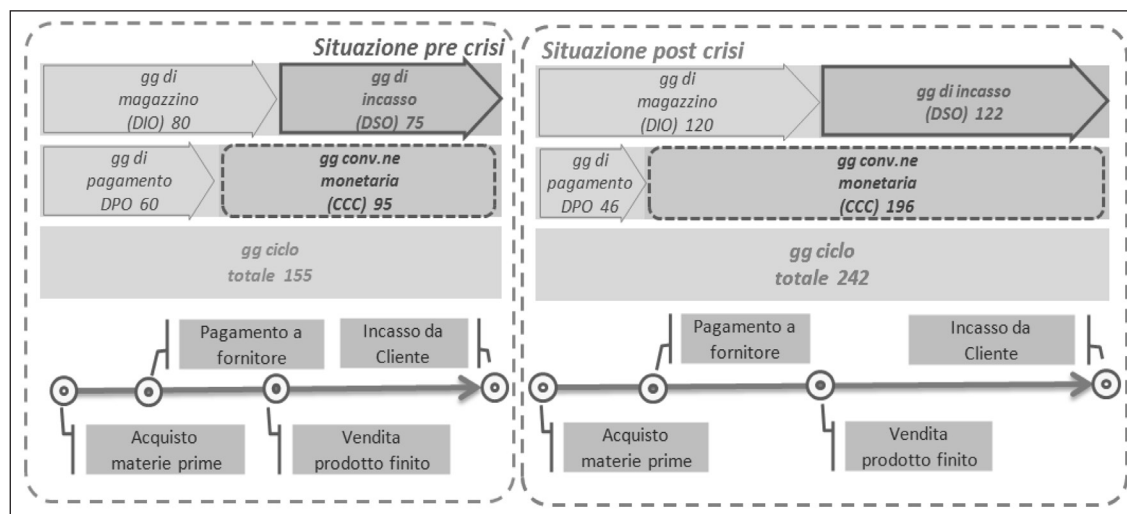 Situazione pre crisi
gg di
magazzino
(DIO) 80
gg di
incasso
(DSO) 75
gg di
pagamento
DPO 60
gg conv.ne
monetaria
(CCC) 95
gg ciclo
totale 155
Pagamento a
fornitore
Incasso da
Cliente
Acquisto
materie prime
Vendita
prodotto finito
Situazione post crisi
gg di
magazzino
(DIO) 120
gg di incasso
(DSO) 122
gg di
pagamento
DPO 46
gg conv.ne
monetaria
(CCC) 196
gg ciclo
totale 242
Pagamento a
fornitore
Incasso da
Cliente
Acquisto
materie prime
Vendita
prodotto finito